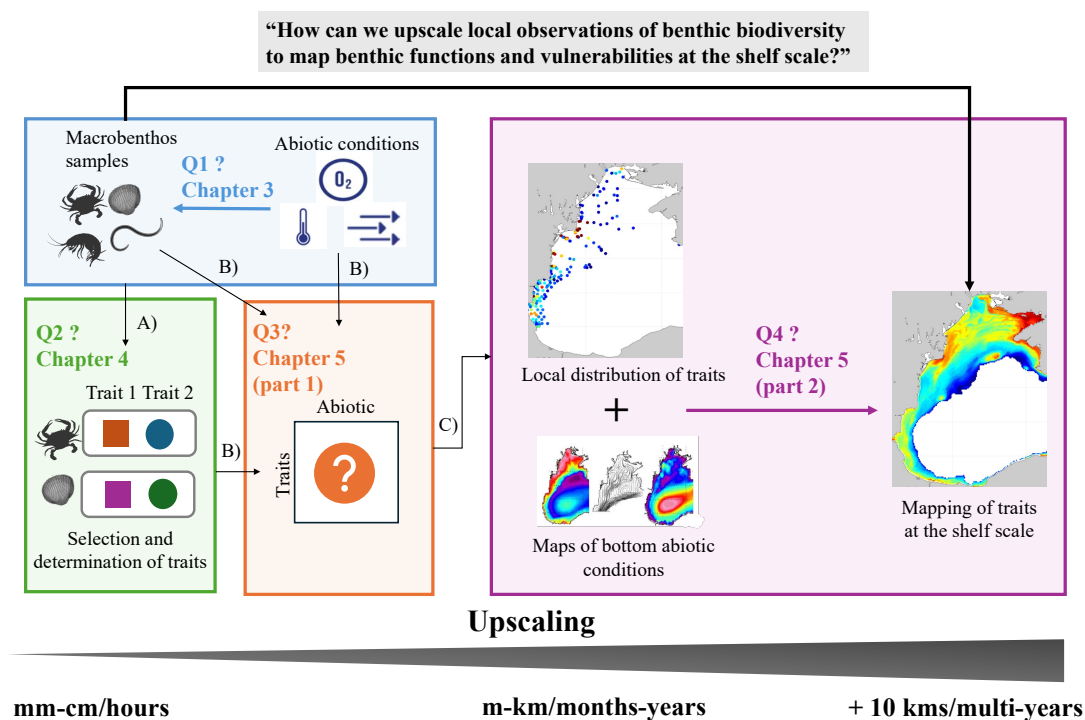 “How can we upscale local observations of benthic biodiversity
to map benthic functions and vulnerabilities at the shelf scale?”
Macrobenthos
samples
Abiotic conditions
Q1 ?
Chapter 3
O2
B)
B)
A)
Q2 ?
Chapter 4
Trait 1 Trait 2
Selection and
determination of traits
B)
Q3?
Chapter 5
(part 1)
Abiotic
Traits
?
C)
Local distribution of traits
+
Maps of bottom abiotic
conditions
Q4 ?
Chapter 5
(part 2)
Mapping of traits
at the shelf scale
Upscaling
mm-cm/hours
m-km/months-years
+ 10 kms/multi-years